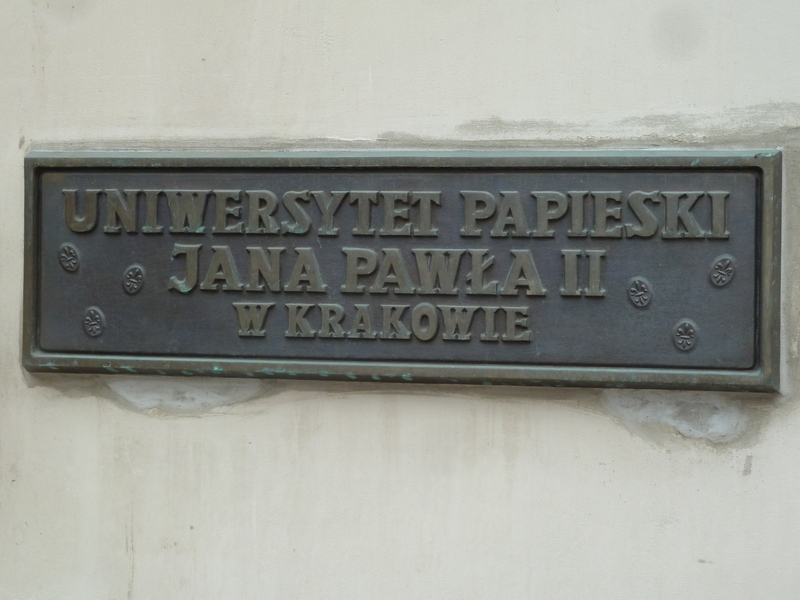 UNIWERSYTET PAPIESKI
JANA PAWŁA II
W KRAKOWIE